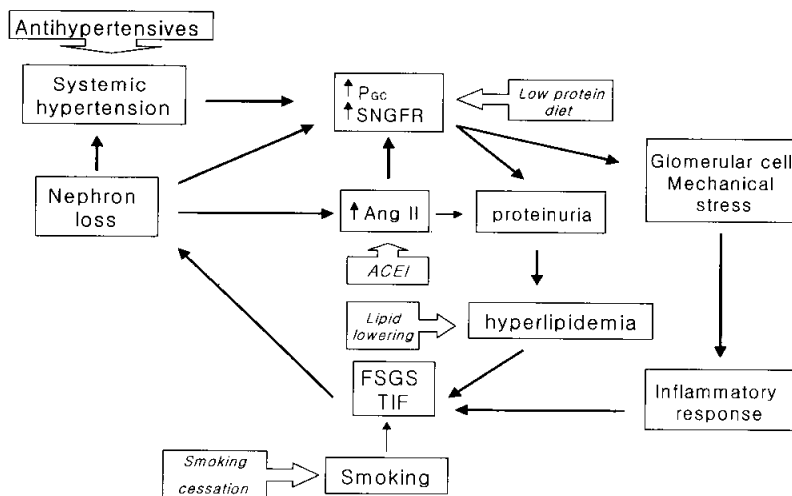 Antihypertensives
Systemic
hypertension
↑ PGC
↑ SNGFR
Low protein
diet
Glomerular cell
Mechanical
stress
Nephron
loss
↑ Ang II
proteinuria
ACEI
Lipid
lowering
hyperlipidemia
FSGS
TIF
Inflammatory
response
Smoking
cessation
Smoking